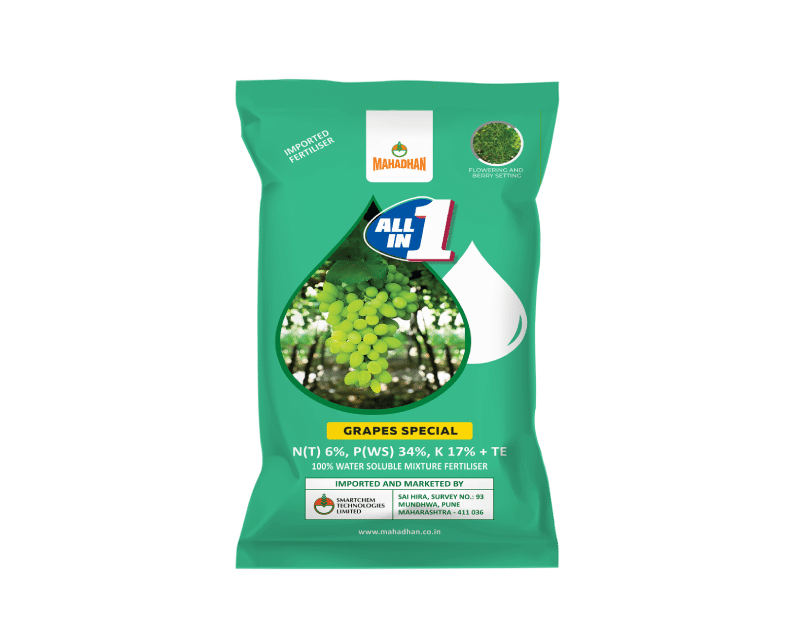 IMPORTED
FERTILISER
MAHADHAN
FLOWERING AND
BERRY SETTING
ALL
IN
1
GRAPES SPECIAL
N(T) 6%, P(WS) 34%, K 17% + TE
100% WATER SOLUBLE MIXTURE FERTILISER
IMPORTED AND MARKETED BY
SMARTCHEM
TECHNOLOGIES
LIMITED
SAI HIRA, SURVEY NO.: 93
MUNDHWA, PUNE
MAHARASHTRA - 411 036
www.mahadhan.co.in